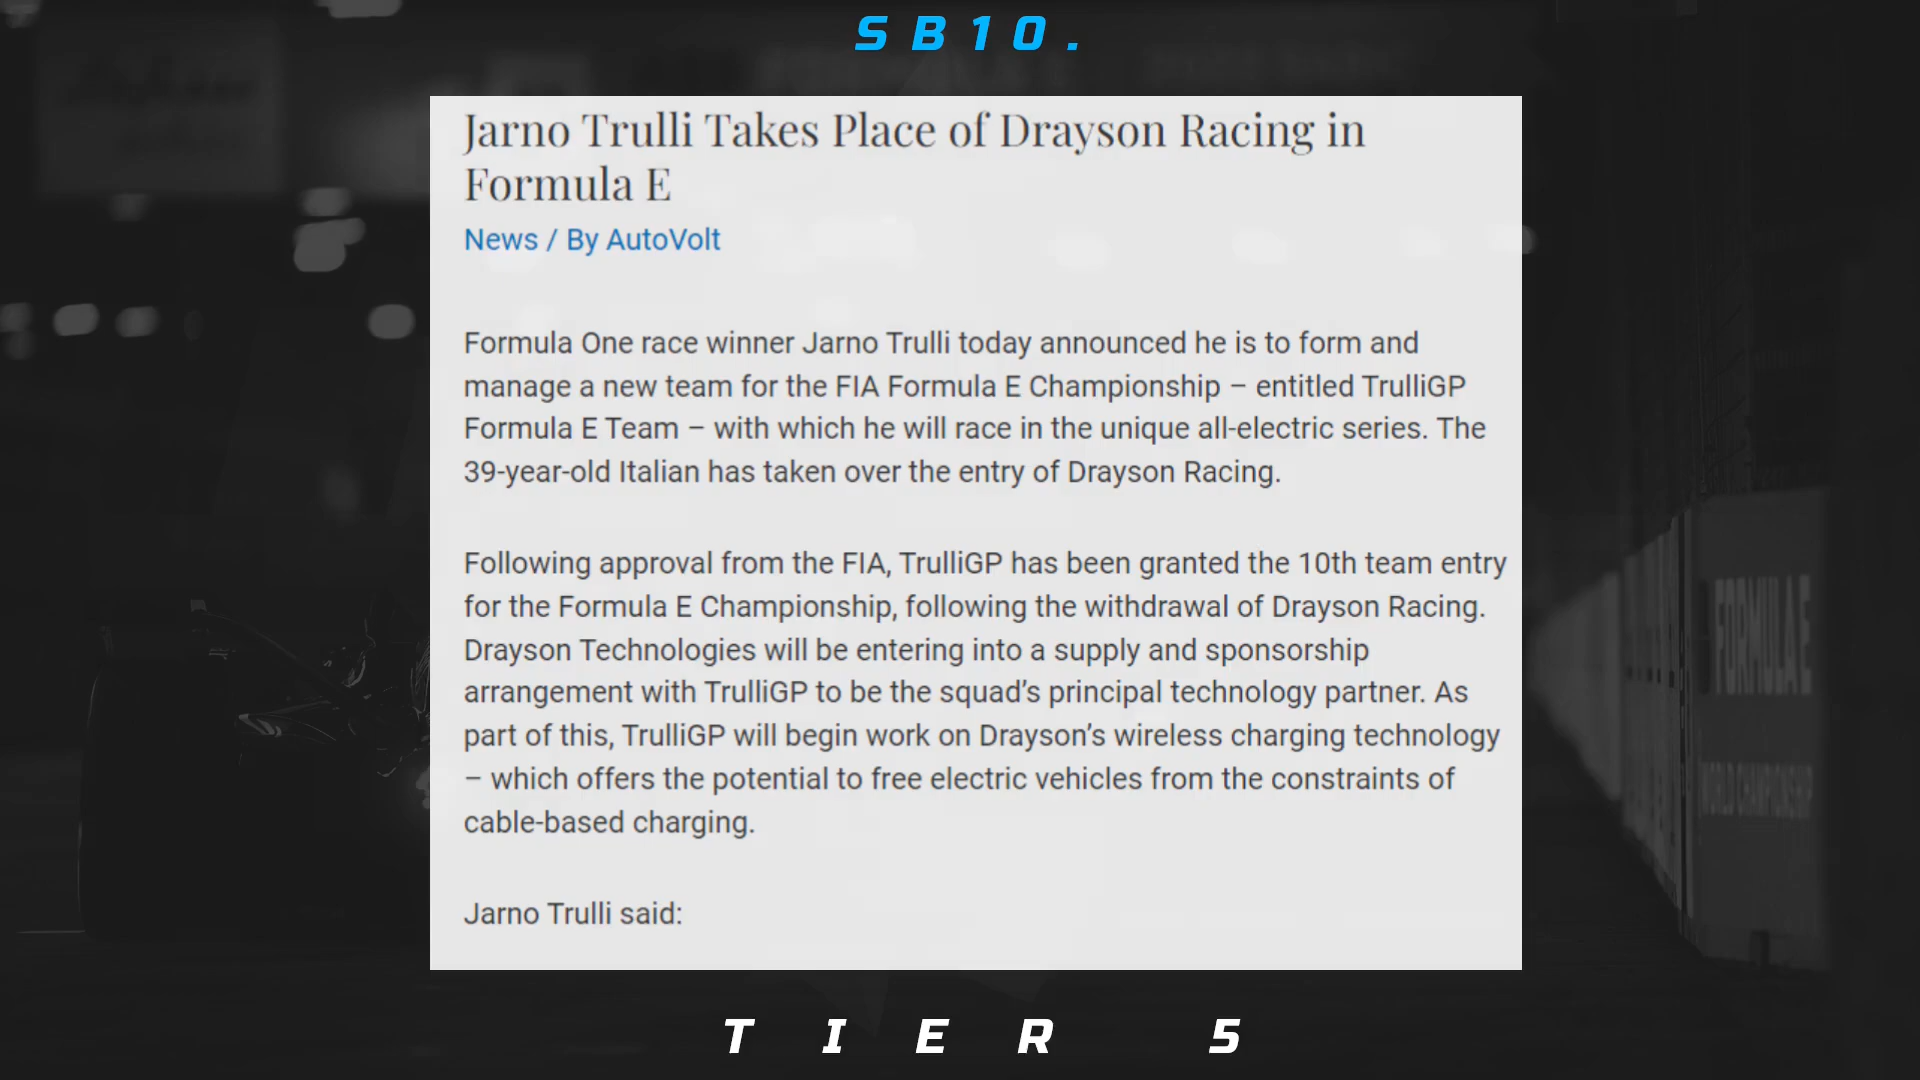 SB10.
Jarno Trulli Takes Place of Drayson Racing in
Formula E
News / By AutoVolt
Formula One race winner Jarno Trulli today announced he is to form and
manage a new team for the FIA Formula E Championship – entitled TrulliGP
Formula E Team – with which he will race in the unique all-electric series. The
39-year-old Italian has taken over the entry of Drayson Racing.
Following approval from the FIA, TrulliGP has been granted the 10th team entry
for the Formula E Championship, following the withdrawal of Drayson Racing.
Drayson Technologies will be entering into a supply and sponsorship
arrangement with TrulliGP to be the squad’s principal technology partner. As
part of this, TrulliGP will begin work on Drayson’s wireless charging technology
– which offers the potential to free electric vehicles from the constraints of
cable-based charging.
Jarno Trulli said:
FORMULA E
WORLD CHAMPIONSHIP
TIER 5